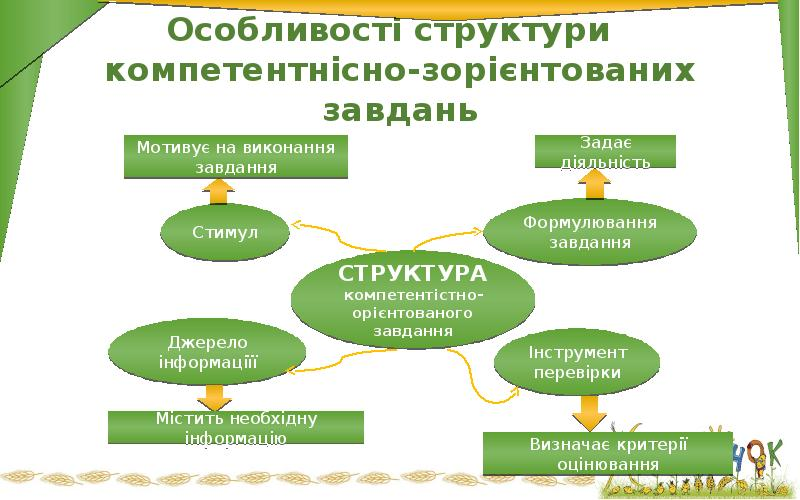 Особливості структури
компетентнісно-зорієнтованих
завдань
Мотивує на виконання
завдання
Задає
діяльність
Стимул
Формулювання
завдання
СТРУКТУРА
компетентістно-
орієнтованого
завдання
Джерело
інформаціїї
Інструмент
перевірки
Містить необхідну
інформацію
Визначає критерії
оцінювання